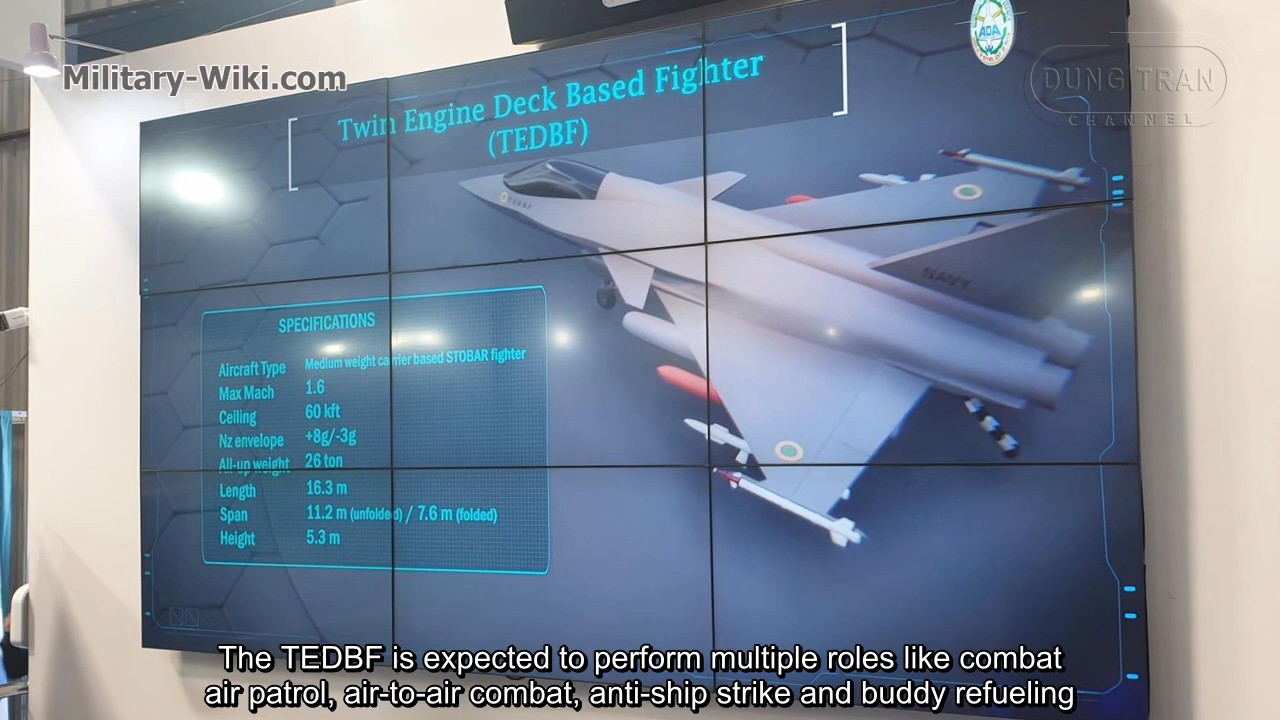 Military-Wiki.com
DUNG TRAN
CHANNEL
ADA
Twin Engine Deck Based Fighter
(TEDBF)
TEDBF
NAVY
SPECIFICATIONS
Aircraft Type Medium weight carrier based STOBAR fighter
Max Mach 1.6
Ceiling 60 kft
Nz envelope +8g/-3g
All-up weight 26 ton
Length 16.3 m
Span 11.2 m (unfolded) / 7.6 m (folded)
Height 5.3 m
The TEDBF is expected to perform multiple roles like combat
air patrol, air-to-air combat, anti-ship strike and buddy refueling